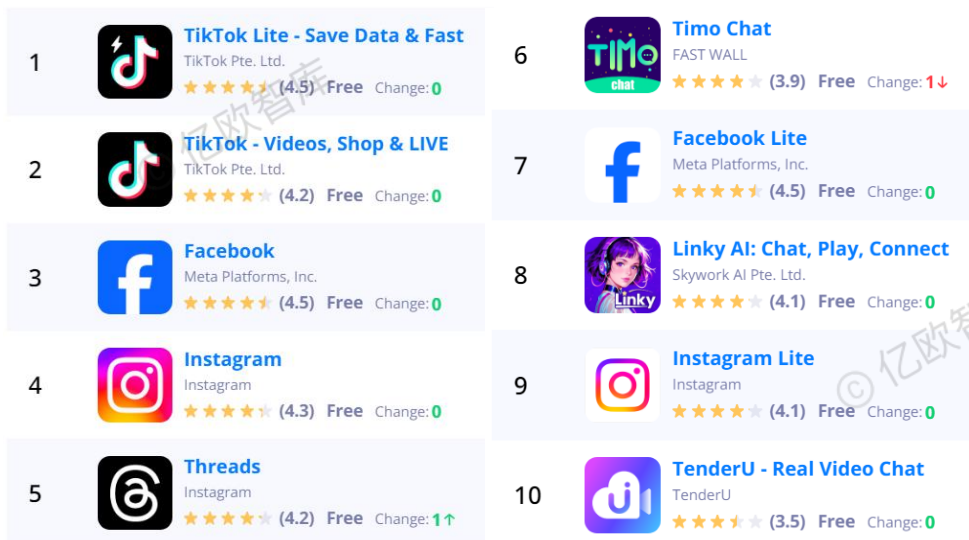 1
TikTok Lite - Save Data & Fast
TikTok Pte. Ltd.
(4.5) Free Change: 0
2
TikTok - Videos, Shop & LIVE
TikTok Pte. Ltd.
(4.2) Free Change: 0
3
Facebook
Meta Platforms, Inc.
(4.5) Free Change: 0
4
Instagram
Instagram
(4.3) Free Change: 0
5
Threads
Instagram
(4.2) Free Change: 1↑
© 亿欧智库
6
TIMO
chat
Timo Chat
FAST WALL
(3.9) Free Change: 1↓
7
Facebook Lite
Meta Platforms, Inc.
(4.5) Free Change: 0
8
Linky
Linky AI: Chat, Play, Connect
Skywork AI Pte. Ltd.
(4.1) Free Change: 0
9
Instagram Lite
Instagram
(4.1) Free Change: 0
10
TenderU - Real Video Chat
TenderU
(3.5) Free Change: 0
© 亿欧智